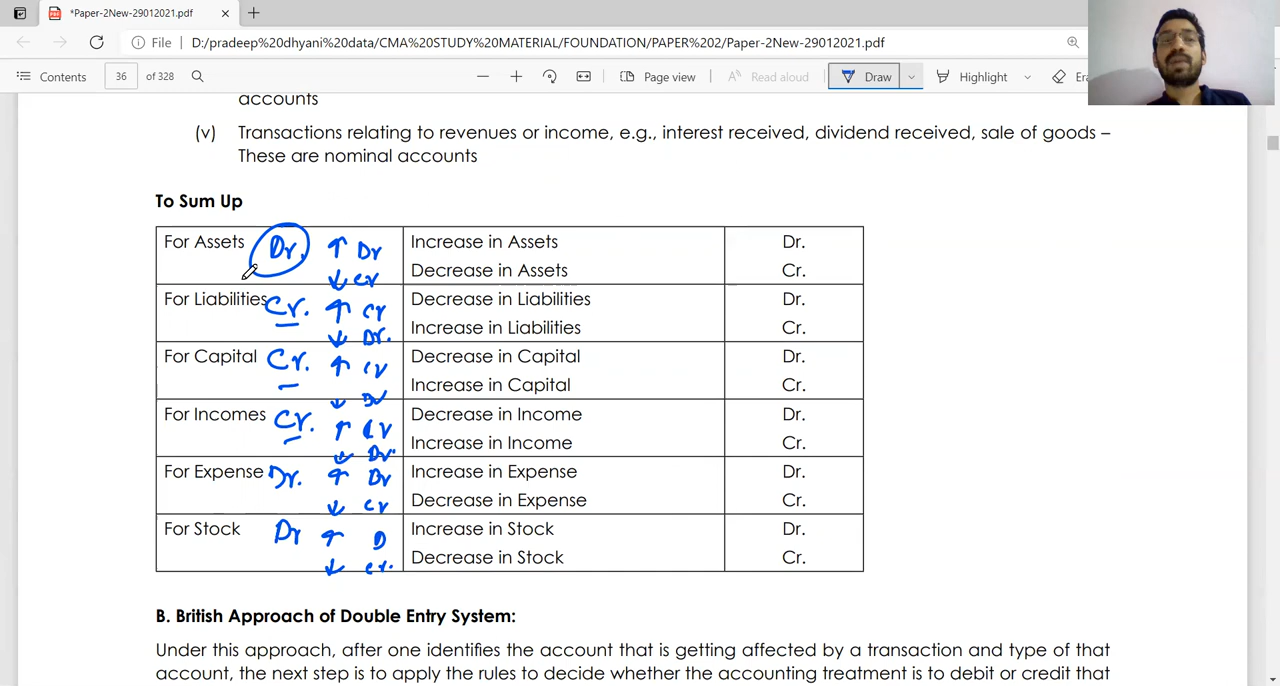 *Paper-2New-29012021.pdf
File D:/pradeep%20dhyani%20data/CMA%20STUDY%20MATERIAL/FOUNDATION/PAPER%202/Paper-2New-29012021.pdf
Contents 36 of 328 Page view Read aloud Draw Highlight Era
accounts
(v) Transactions relating to revenues or income, e.g., interest received, dividend received, sale of goods –
These are nominal accounts
To Sum Up
For Assets Dr. ↑ Dr Increase in Assets Dr.
↓ Cr Decrease in Assets Cr.
For Liabilities Cr. ↑ Cr Decrease in Liabilities Dr.
↓ Dr. Increase in Liabilities Cr.
For Capital Cr. ↑ Cr Decrease in Capital Dr.
↓ Dr Increase in Capital Cr.
For Incomes Cr. ↑ Cr Decrease in Income Dr.
↓ Dr Increase in Income Cr.
For Expense Dr. ↑ Dr Increase in Expense Dr.
↓ Cr Decrease in Expense Cr.
For Stock Dr ↑ D Increase in Stock Dr.
↓ Cr. Decrease in Stock Cr.
B. British Approach of Double Entry System:
Under this approach, after one identifies the account that is getting affected by a transaction and type of that
account, the next step is to apply the rules to decide whether the accounting treatment is to debit or credit that